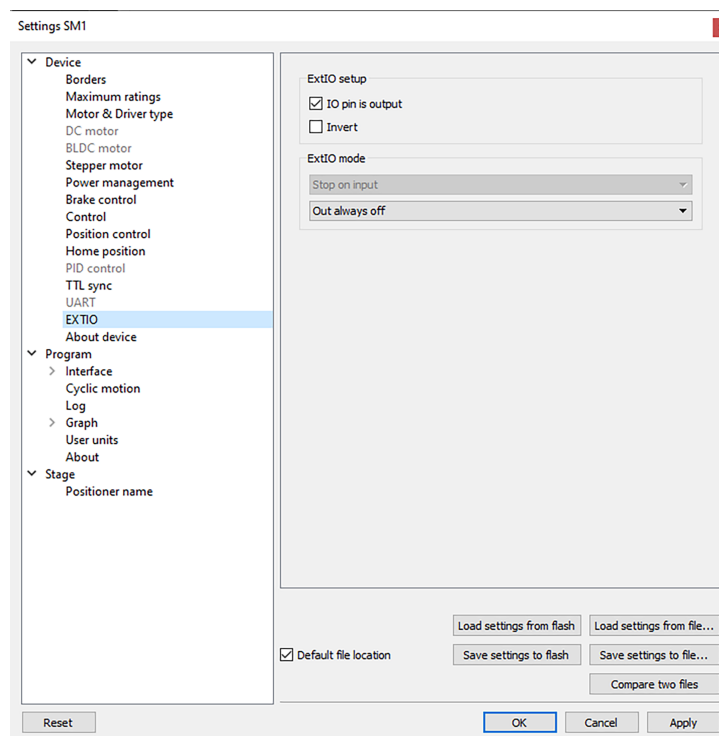 Settings SM1
Device
Borders
Maximum ratings
Motor & Driver type
DC motor
BLDC motor
Stepper motor
Power management
Brake control
Control
Position control
Home position
PID control
TTL sync
UART
EXTIO
About device
Program
Interface
Cyclic motion
Log
Graph
User units
About
Stage
Positioner name
ExtIO setup
IO pin is output
Invert
ExtIO mode
Stop on input
Out always off
Load settings from flash Load settings from file...
Default file location Save settings to flash Save settings to file...
Compare two files
Reset OK Cancel Apply